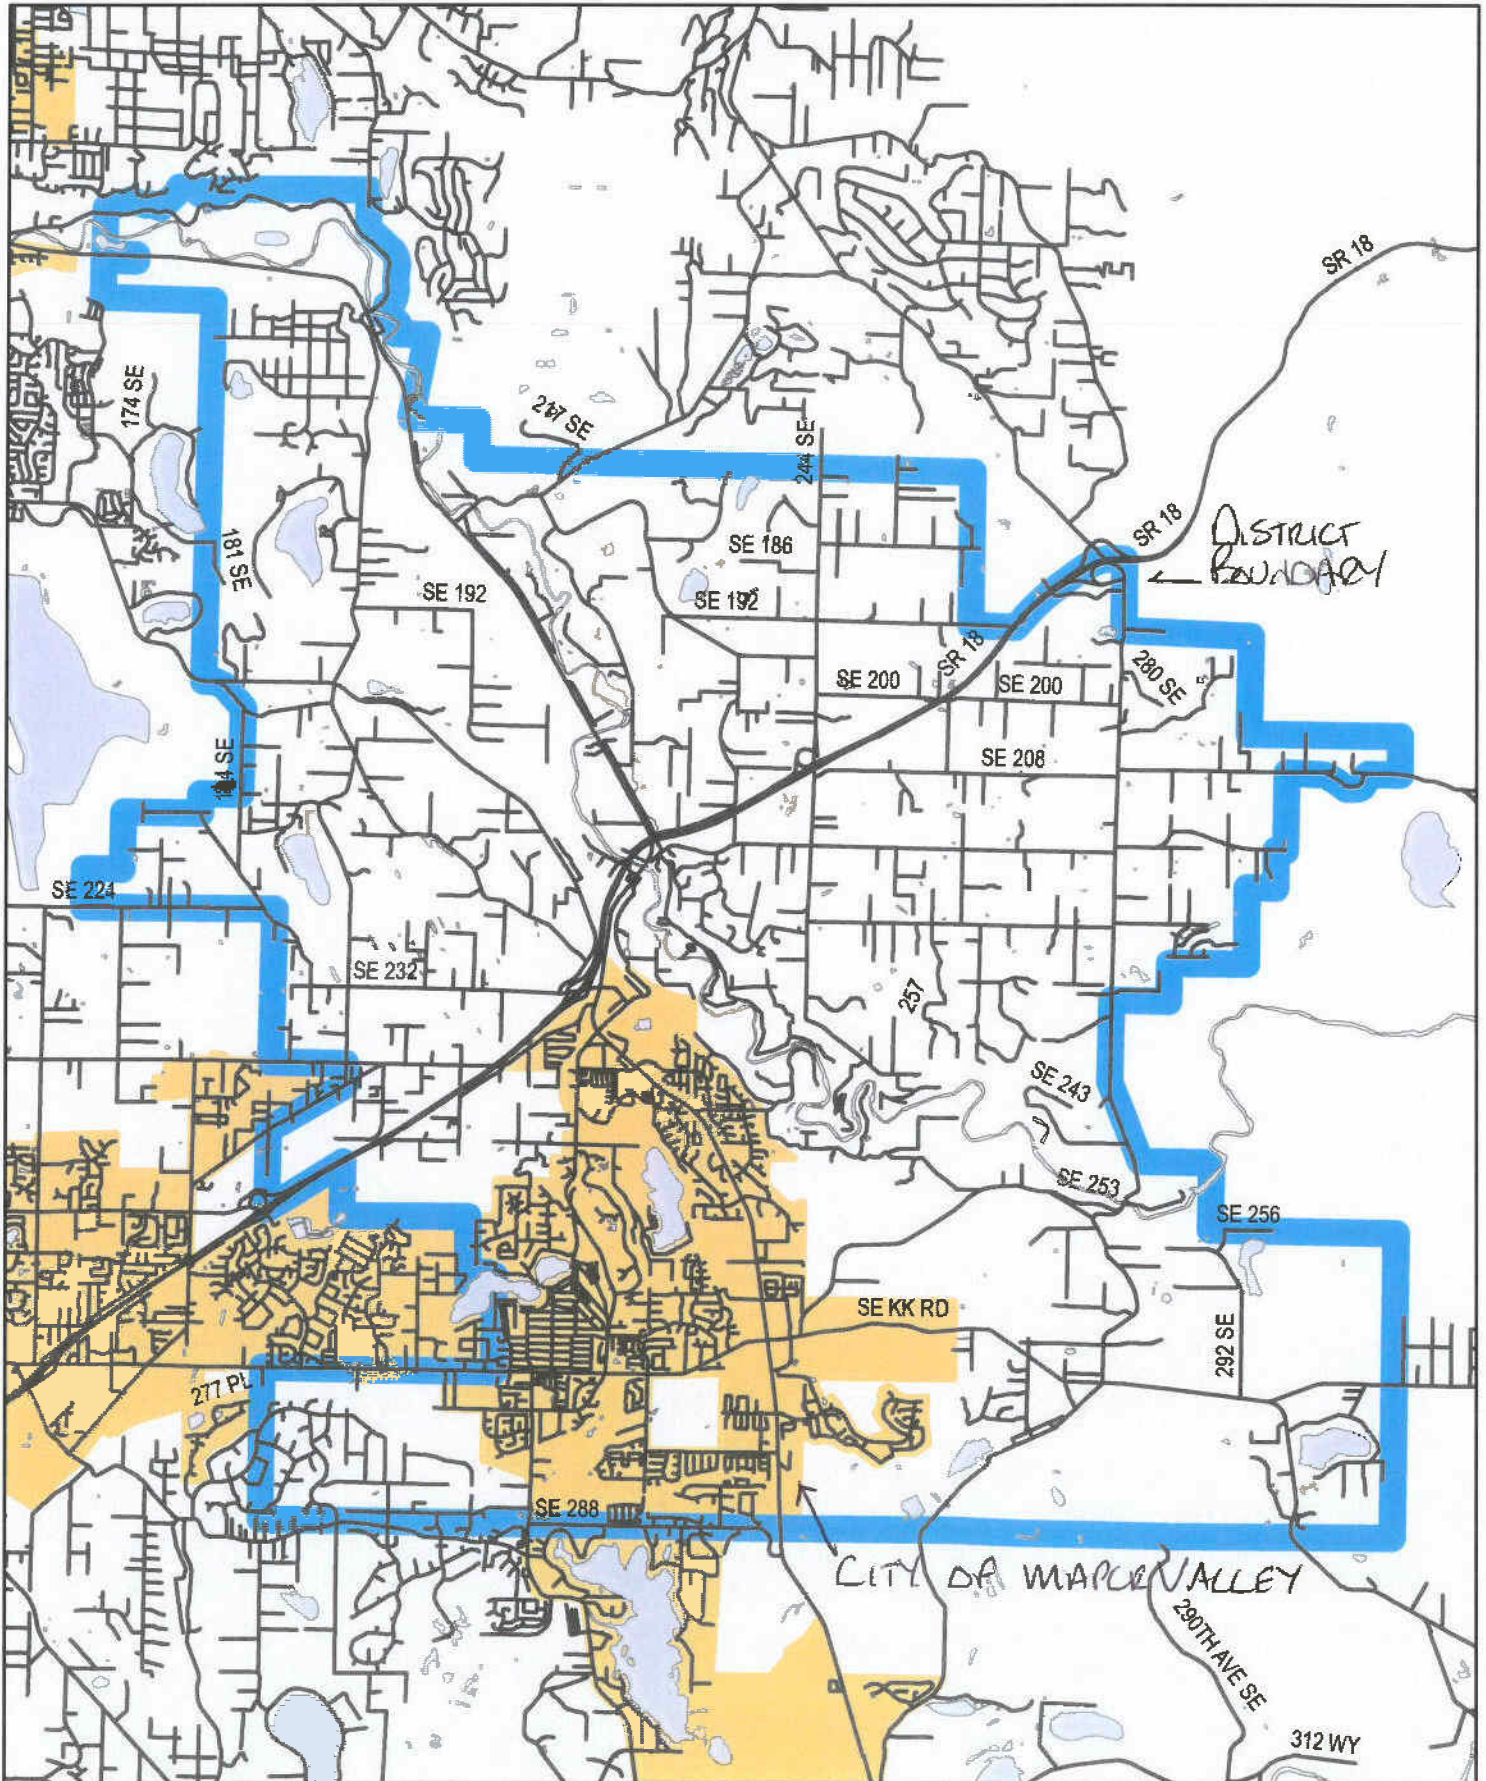 SR 18
174 SE
217 SE
244 SE
SR 18
DISTRICT
BOUNDARY
181 SE
SE 186
SE 192
SE 192
SR 18
280 SE
SE 200
SE 200
SE 208
SE 224
SE 232
257
SE 243
SE 253
SE 256
SE KK RD
292 SE
277 PL
SE 288
CITY OF MAPLE VALLEY
290TH AVE SE
312 WY